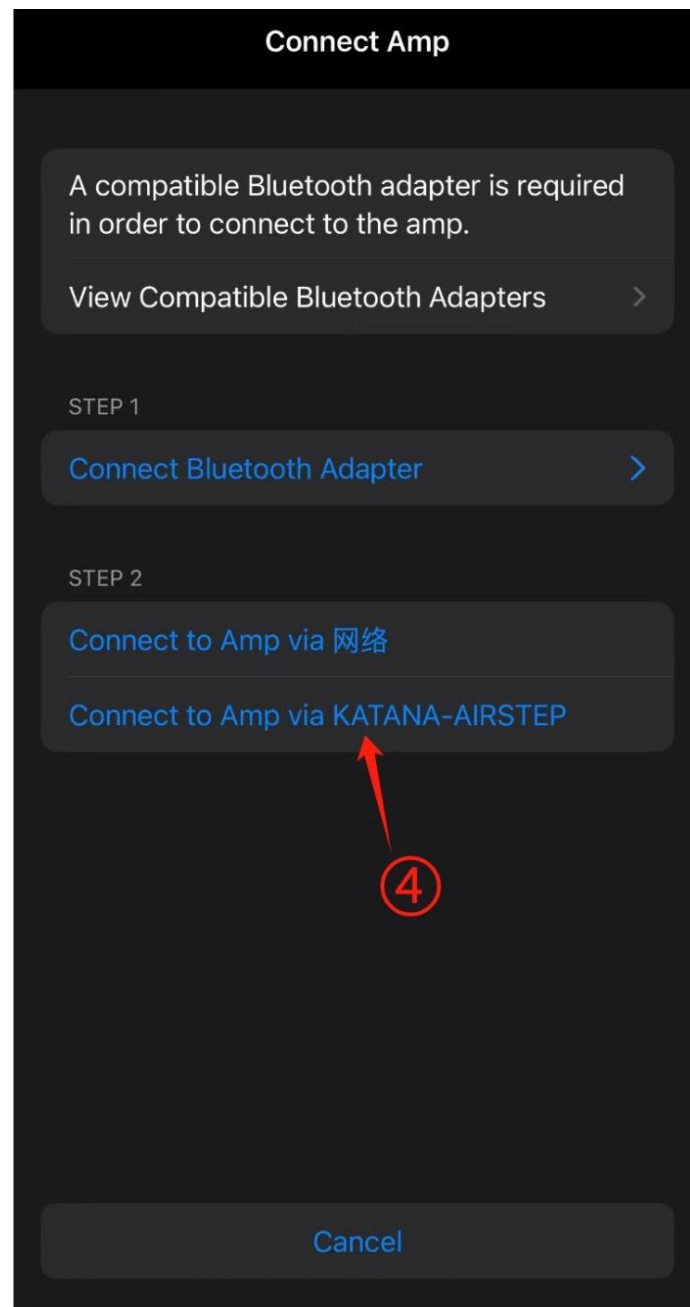 Connect Amp
A compatible Bluetooth adapter is required
in order to connect to the amp.
View Compatible Bluetooth Adapters
STEP 1
Connect Bluetooth Adapter
STEP 2
Connect to Amp via 网络
Connect to Amp via KATANA-AIRSTEP
④
Cancel